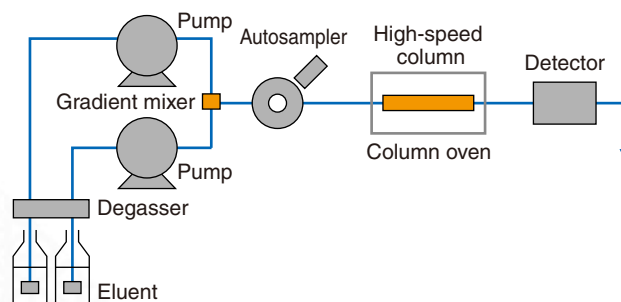 Pump
Autosampler
High-speed
column
Detector
Gradient mixer
Column oven
Pump
Degasser
Eluent